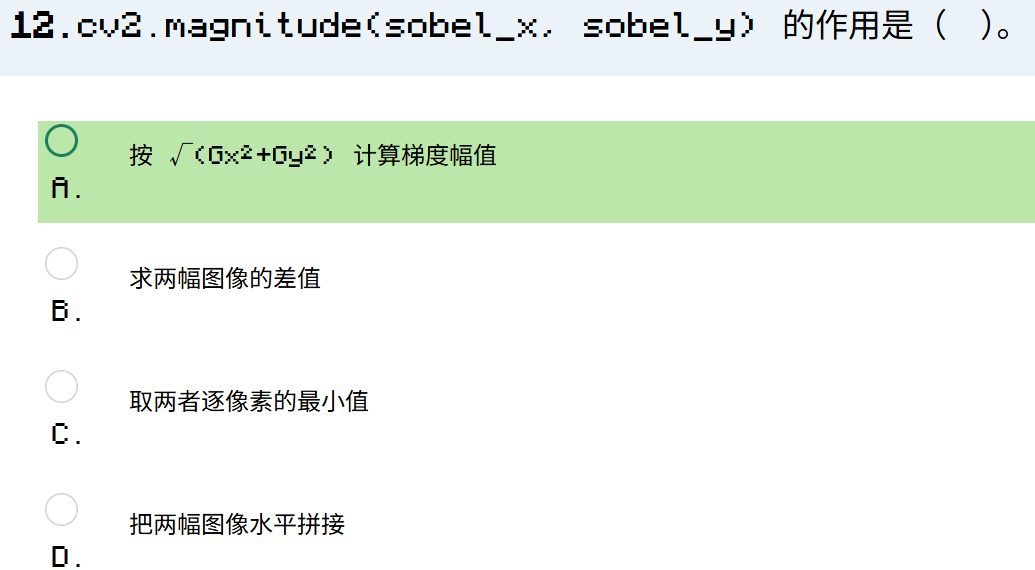 12.cv2.magnitude(sobel_x, sobel_y) 的作用是（ ）。
按 √(Gx²+Gy²) 计算梯度幅值
A.
求两幅图像的差值
B.
取两者逐像素的最小值
C.
把两幅图像水平拼接
D.